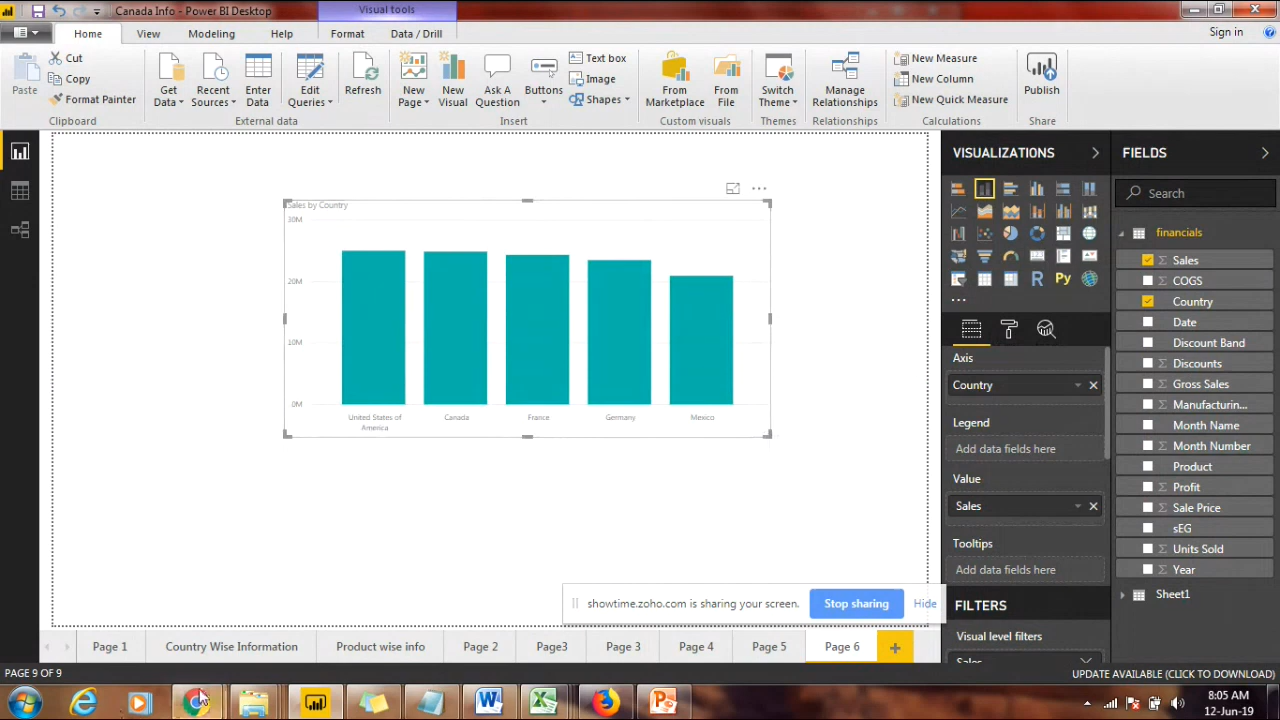 Canada Info - Power BI Desktop
Visual tools
Home
View
Modeling
Help
Format
Data / Drill
Sign in
Paste
Cut
Copy
Format Painter
Clipboard
Get Data
Recent Sources
Enter Data
Edit Queries
Refresh
External data
New Page
New Visual
Ask A Question
Buttons
Text box
Image
Shapes
Insert
From Marketplace
From File
Custom visuals
Switch Theme
Themes
Manage Relationships
Relationships
New Measure
New Column
New Quick Measure
Calculations
Publish
Share
Sales by Country
30M
20M
10M
0M
United States of
America
Canada
France
Germany
Mexico
VISUALIZATIONS
R
Py
Axis
Country
Legend
Add data fields here
Value
Sales
Tooltips
Add data fields here
FILTERS
Visual level filters
Sales
FIELDS
Search
financials
Sales
COGS
Country
Date
Discount Band
Discounts
Gross Sales
Manufacturin...
Month Name
Month Number
Product
Profit
Sale Price
sEG
Units Sold
Year
Sheet1
showtime.zoho.com is sharing your screen.
Stop sharing
Hide
Page 1
Country Wise Information
Product wise info
Page 2
Page3
Page 3
Page 4
Page 5
Page 6
PAGE 9 OF 9
UPDATE AVAILABLE (CLICK TO DOWNLOAD)
8:05 AM
12-Jun-19